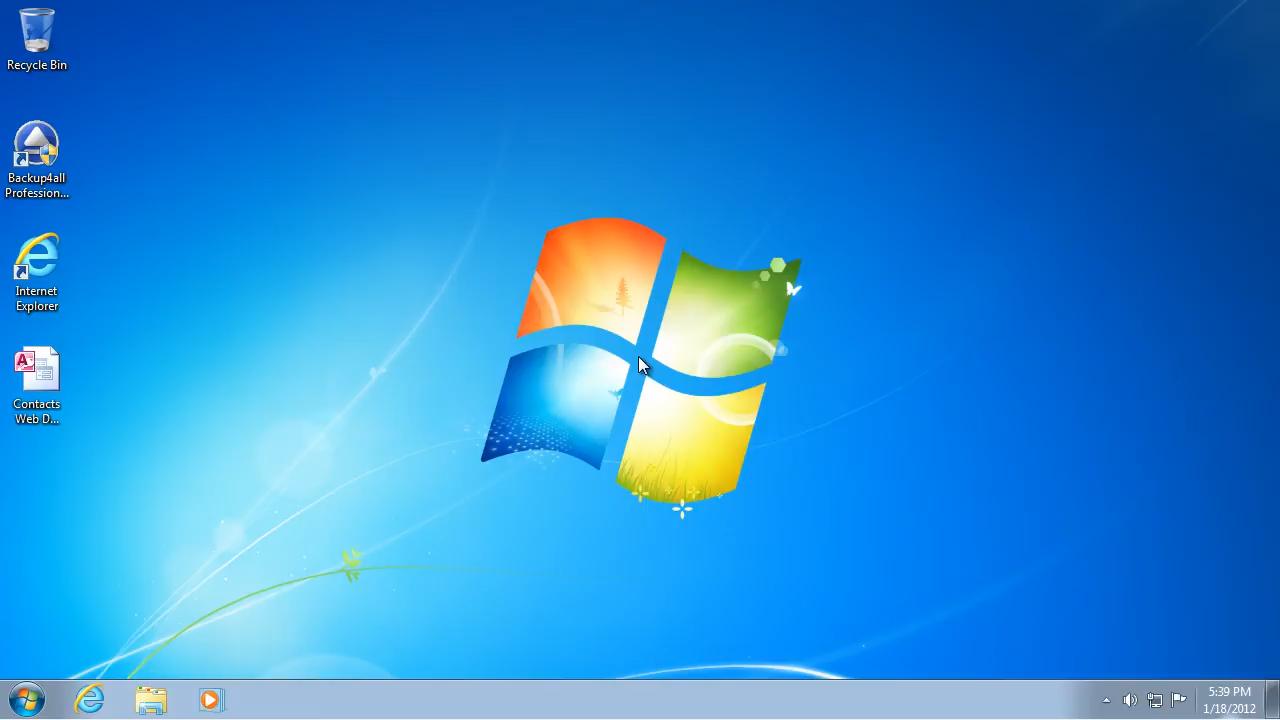 Recycle Bin
Backup4all
Profession...
Internet
Explorer
Contacts
Web D...
5:39 PM
1/18/2012